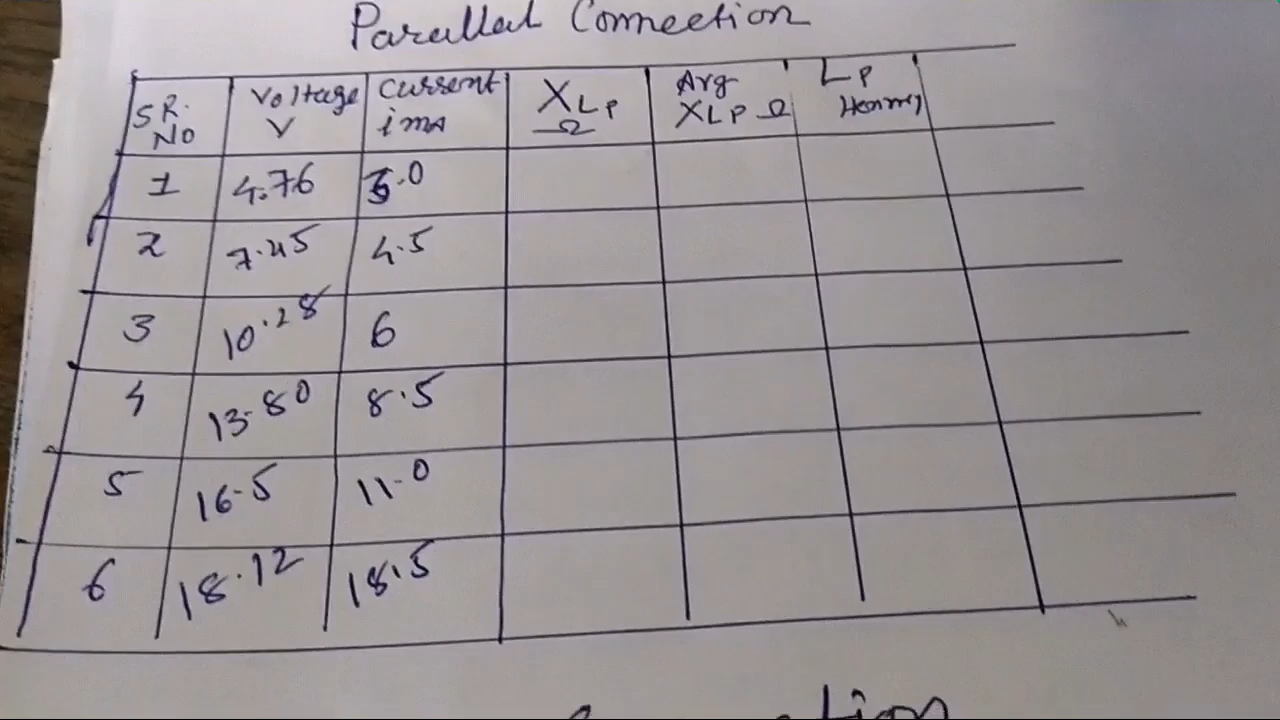 Parallal Connection
SR. NO Voltage V Current i mA XLP Ω Avg XLP Ω LP Henry
1 4.76 .0
2 7.45 4.5
3 10.28 6
4 13.80 8.5
5 16.5 11.0
6 18.12 18.5